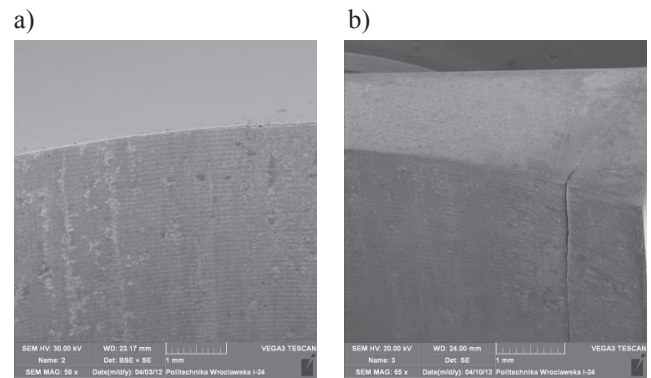 a)
b)
SEM HV: 30.00 kV WD: 23.17 mm VEGA3 TESCAN
Name: 2 Det: BSE + SE 1 mm
SEM MAG: 58 x Date(m/d/y): 04/03/12 Politechnika Wroclawska I-24
SEM HV: 20.00 kV WD: 24.00 mm VEGA3 TESCAN
Name: 3 Det: SE 1 mm
SEM MAG: 65 x Date(m/d/y): 04/10/12 Politechnika Wroclawska I-24